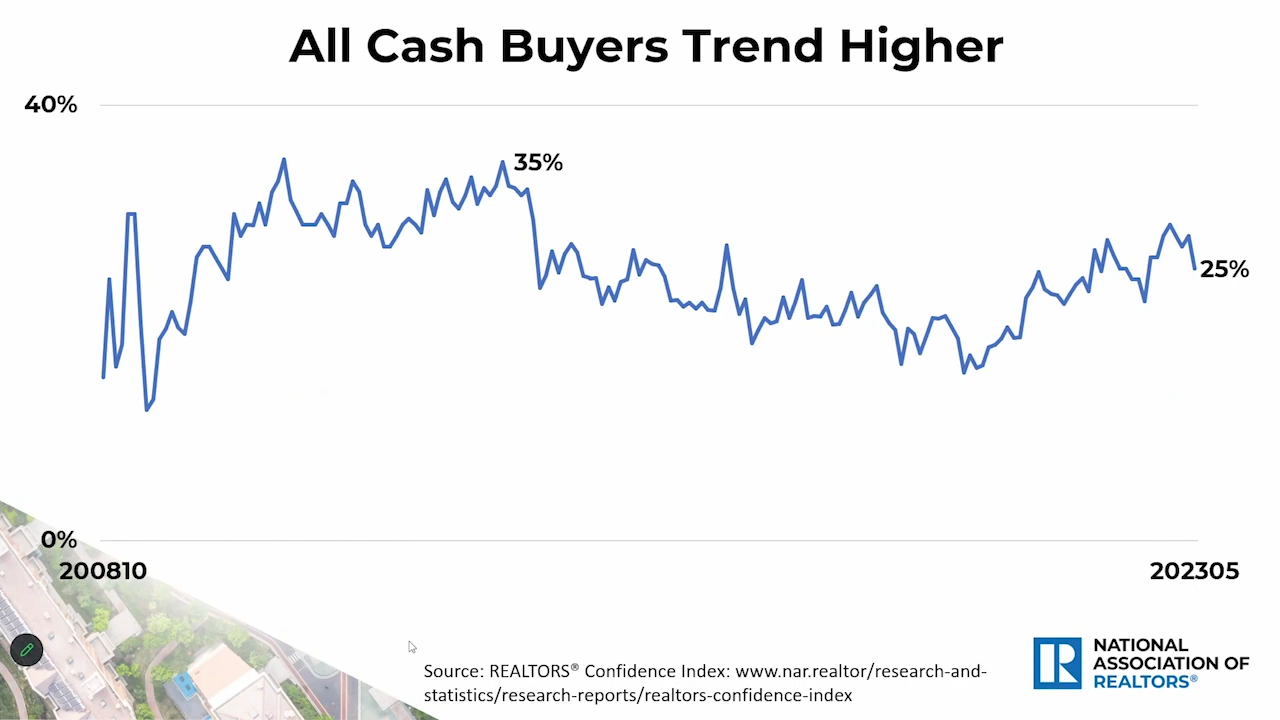 All Cash Buyers Trend Higher
40%
35%
25%
0%
200810
202305
Source: REALTORS® Confidence Index: www.nar.realtor/research-and-
statistics/research-reports/realtors-confidence-index
NATIONAL
ASSOCIATION OF
REALTORS®